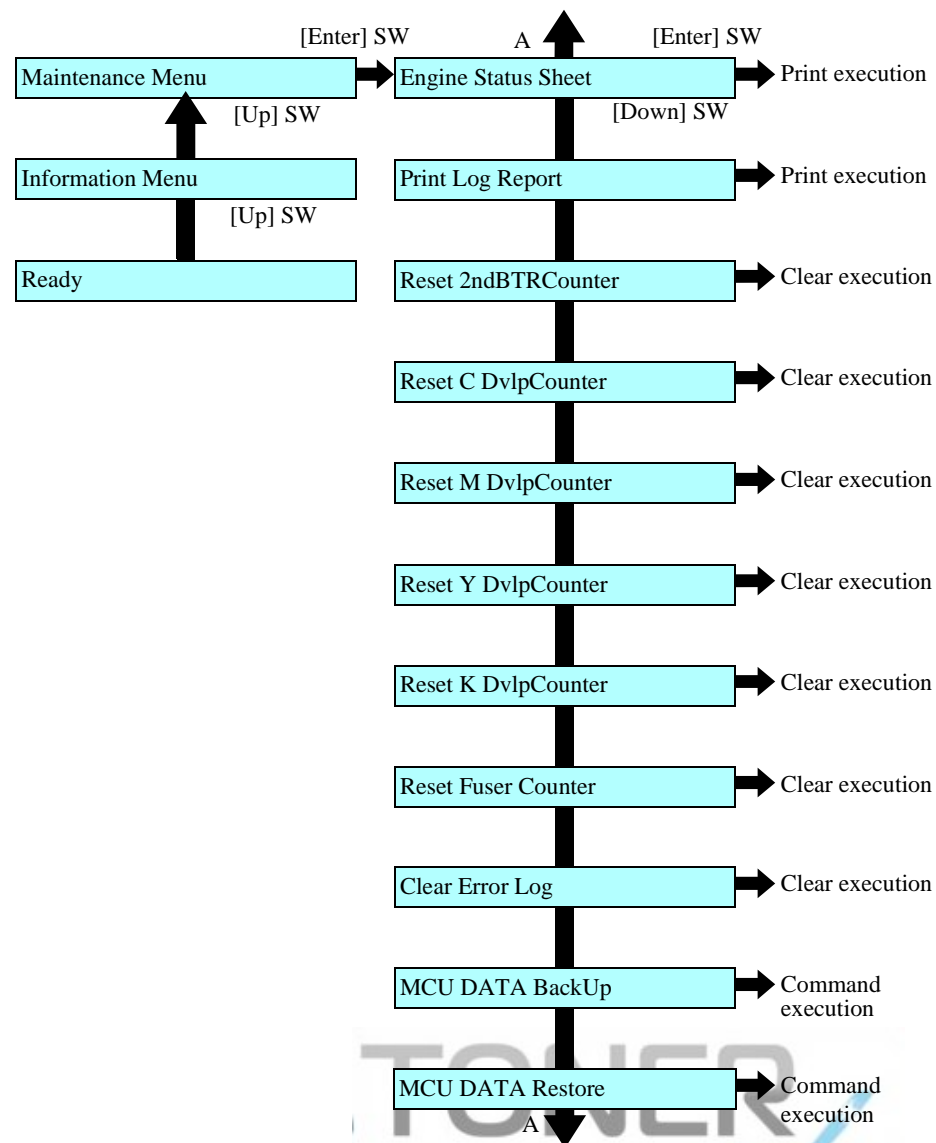 [Enter] SW
A
[Enter] SW
Maintenance Menu
Engine Status Sheet
Print execution
[Up] SW
[Down] SW
Information Menu
Print Log Report
Print execution
[Up] SW
Ready
Reset 2ndBTRCounter
Clear execution
Reset C DvlpCounter
Clear execution
Reset M DvlpCounter
Clear execution
Reset Y DvlpCounter
Clear execution
Reset K DvlpCounter
Clear execution
Reset Fuser Counter
Clear execution
Clear Error Log
Clear execution
MCU DATA BackUp
Command
execution
TONER
MCU DATA Restore
Command
execution
A